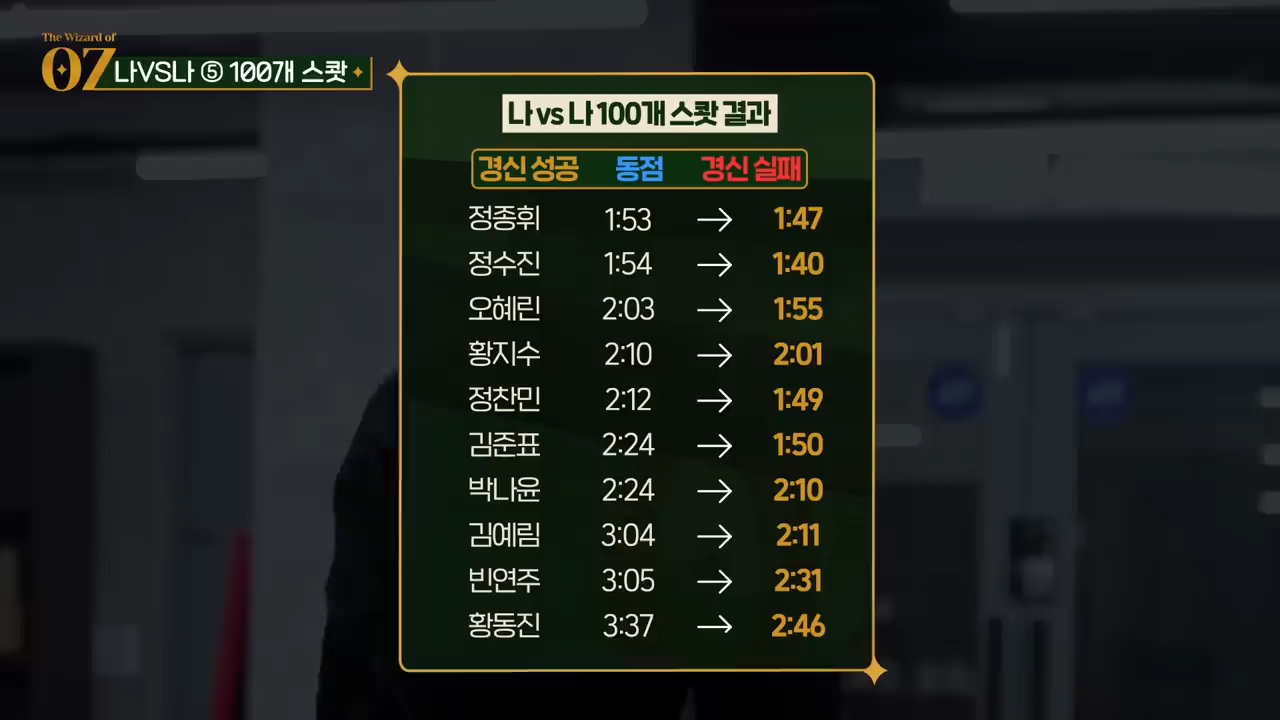 The Wizard of
OZ 나VS나 ⑤ 100개 스쾃
나 vs 나 100개 스쾃 결과
경신 성공 동점 경신 실패
정종휘 1:53 → 1:47
정수진 1:54 → 1:40
오혜린 2:03 → 1:55
황지수 2:10 → 2:01
정찬민 2:12 → 1:49
김준표 2:24 → 1:50
박나윤 2:24 → 2:10
김예림 3:04 → 2:11
빈연주 3:05 → 2:31
황동진 3:37 → 2:46